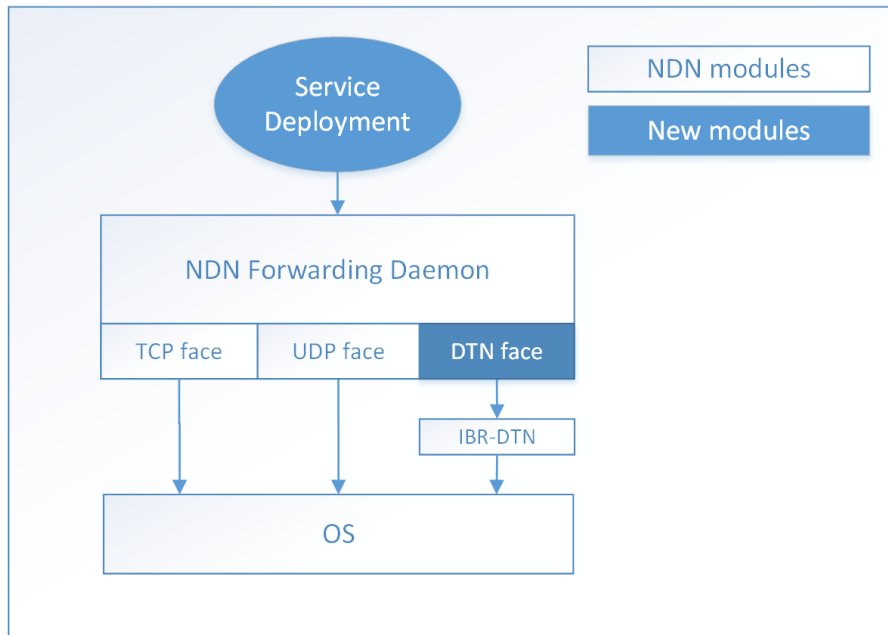 Service
Deployment
NDN modules
New modules
NDN Forwarding Daemon
TCP face
UDP face
DTN face
IBR-DTN
OS